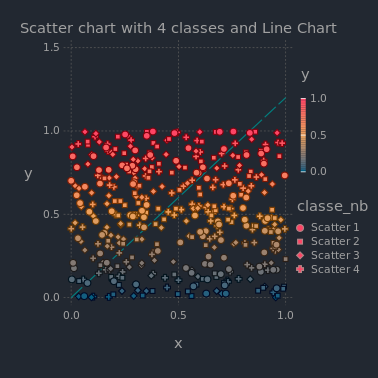 Scatter chart with 4 classes and Line Chart
1.5
1.0
0.5
0.0
y
0.0
0.5
1.0
x
y
1.0
0.5
0.0
classe_nb
Scatter 1
Scatter 2
Scatter 3
Scatter 4